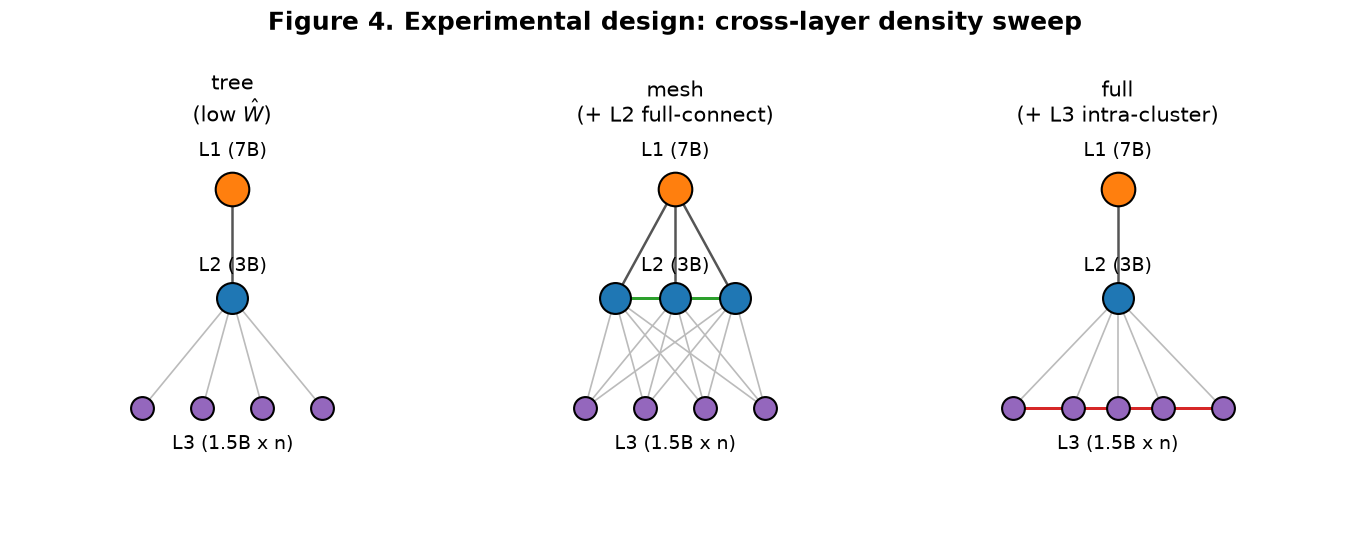 Figure 4. Experimental design: cross-layer density sweep
tree
(low Ŵ)
L1 (7B)
L2 (3B)
L3 (1.5B x n)
mesh
(+ L2 full-connect)
L1 (7B)
L2 (3B)
L3 (1.5B x n)
full
(+ L3 intra-cluster)
L1 (7B)
L2 (3B)
L3 (1.5B x n)